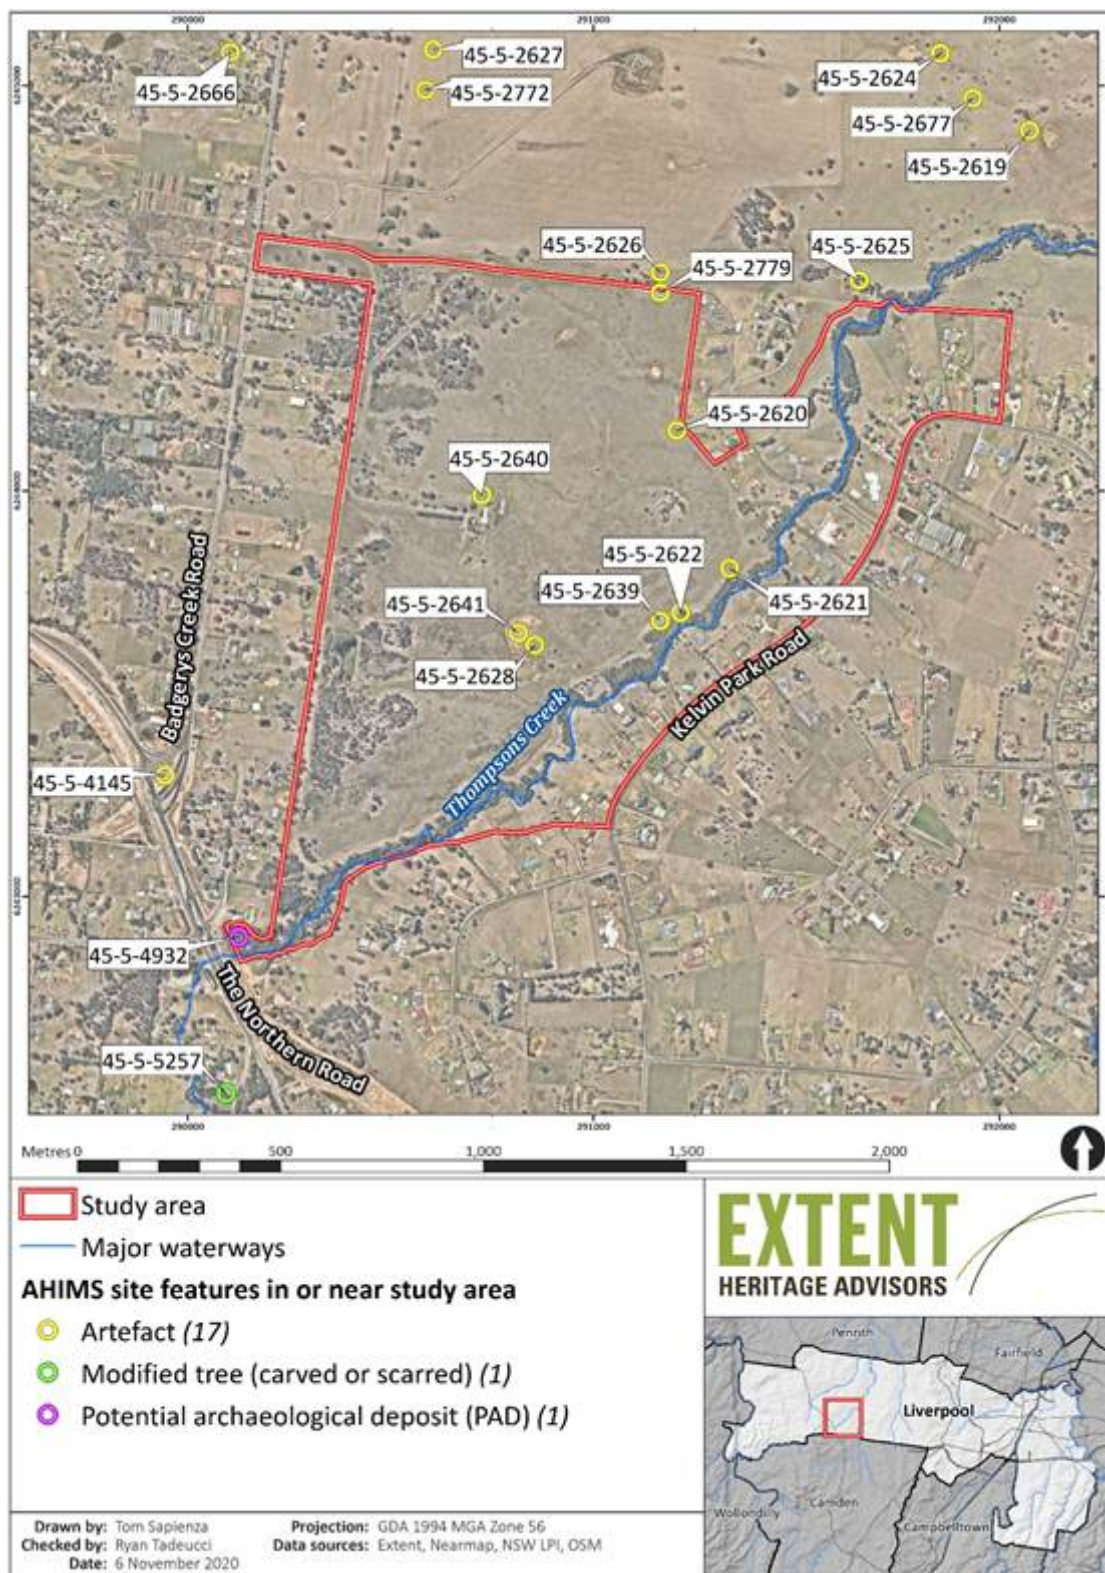 290000
291000
292000
45-5-2627
45-5-2666
45-5-2772
45-5-2624
45-5-2677
45-5-2619
45-5-2626
45-5-2625
45-5-2779
45-5-2620
45-5-2640
45-5-2622
45-5-2639
45-5-2641
45-5-2621
45-5-2628
Badgerys Creek Road
Kelvin Park Road
Thompsons Creek
45-5-4145
45-5-4932
The Northern Road
45-5-5257
6245000
6244000
6243000
290000
291000
292000
Metres 0 500 1,000 1,500 2,000
Study area
Major waterways
AHIMS site features in or near study area
Artefact (17)
Modified tree (carved or scarred) (1)
Potential archaeological deposit (PAD) (1)
EXTENT
HERITAGE ADVISORS
Penrith
Fairfield
Liverpool
Camden
Wollondilly
Campbelltown
Drawn by: Tom Sapienza
Checked by: Ryan Tadeucci
Date: 6 November 2020
Projection: GDA 1994 MGA Zone 56
Data sources: Extent, Nearmap, NSW LPI, OSM